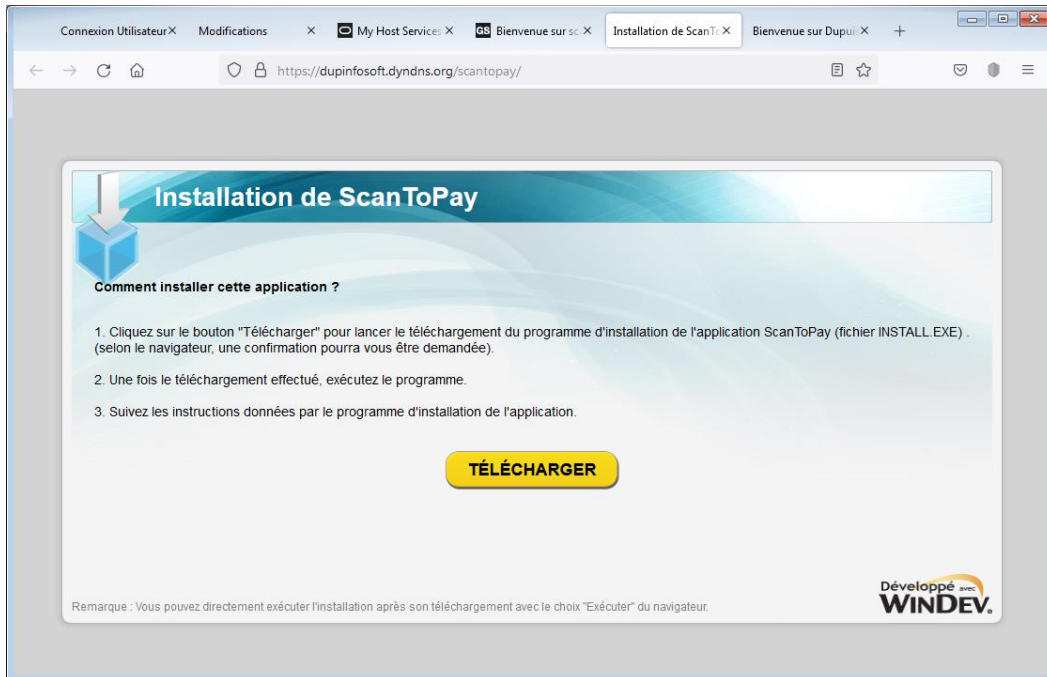 Connexion Utilisateur
Modifications
My Host Services
GS Bienvenue sur sc
Installation de ScanTo
Bienvenue sur Dupui
https://dupinfosoft.dyndns.org/scantopay/
Installation de ScanToPay
Comment installer cette application ?
1. Cliquez sur le bouton "Télécharger" pour lancer le téléchargement du programme d'installation de l'application ScanToPay (fichier INSTALL.EXE) .
(selon le navigateur, une confirmation pourra vous être demandée).
2. Une fois le téléchargement effectué, exécutez le programme.
3. Suivez les instructions données par le programme d'installation de l'application.
TÉLÉCHARGER
Développé avec
WINDEV.
Remarque : Vous pouvez directement exécuter l'installation après son téléchargement avec le choix "Exécuter" du navigateur.